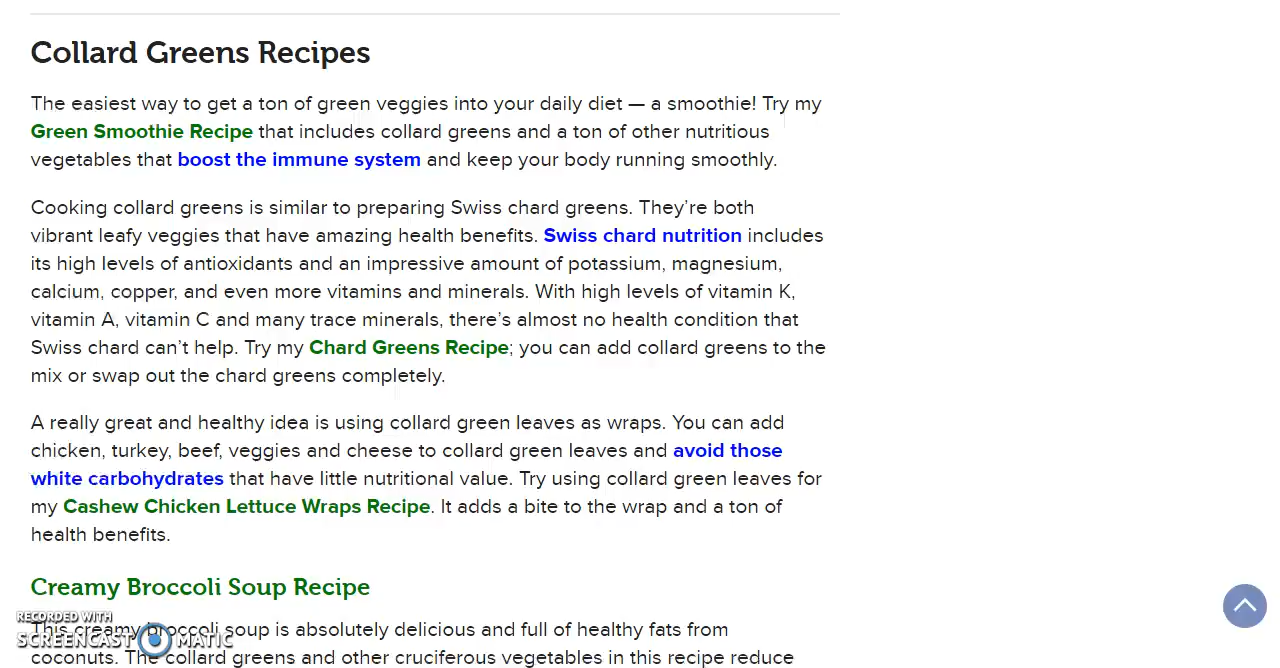 Collard Greens Recipes
The easiest way to get a ton of green veggies into your daily diet — a smoothie! Try my
Green Smoothie Recipe that includes collard greens and a ton of other nutritious
vegetables that boost the immune system and keep your body running smoothly.
Cooking collard greens is similar to preparing Swiss chard greens. They’re both
vibrant leafy veggies that have amazing health benefits. Swiss chard nutrition includes
its high levels of antioxidants and an impressive amount of potassium, magnesium,
calcium, copper, and even more vitamins and minerals. With high levels of vitamin K,
vitamin A, vitamin C and many trace minerals, there’s almost no health condition that
Swiss chard can’t help. Try my Chard Greens Recipe; you can add collard greens to the
mix or swap out the chard greens completely.
A really great and healthy idea is using collard green leaves as wraps. You can add
chicken, turkey, beef, veggies and cheese to collard green leaves and avoid those
white carbohydrates that have little nutritional value. Try using collard green leaves for
my Cashew Chicken Lettuce Wraps Recipe. It adds a bite to the wrap and a ton of
health benefits.
Creamy Broccoli Soup Recipe
RECORDED WITH
This creamy broccoli soup is absolutely delicious and full of healthy fats from
SCREENCAST MATIC
coconuts. The collard greens and other cruciferous vegetables in this recipe reduce